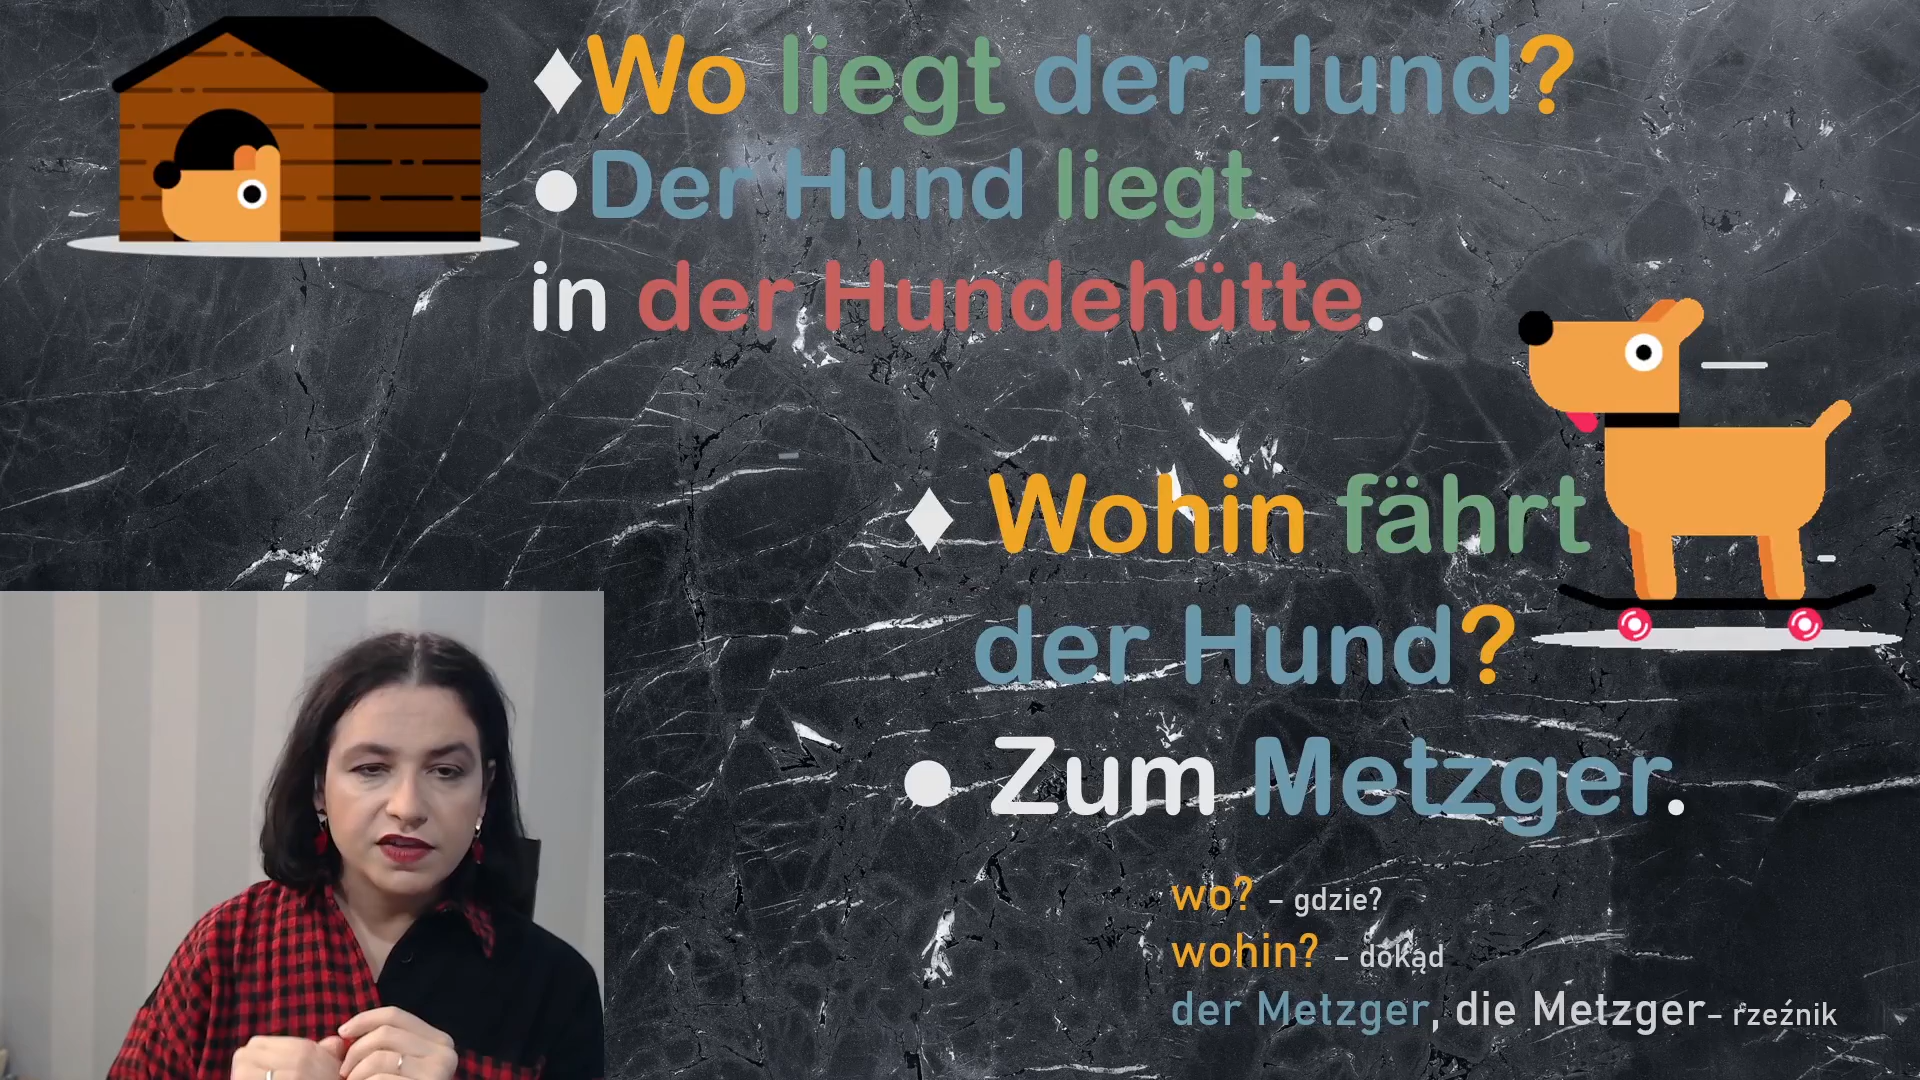 ♦Wo liegt der Hund?
●Der Hund liegt
in der Hundehütte.
♦ Wohin fährt
der Hund?
● Zum Metzger.
wo? – gdzie?
wohin? – dokąd
der Metzger, die Metzger– rzeźnik